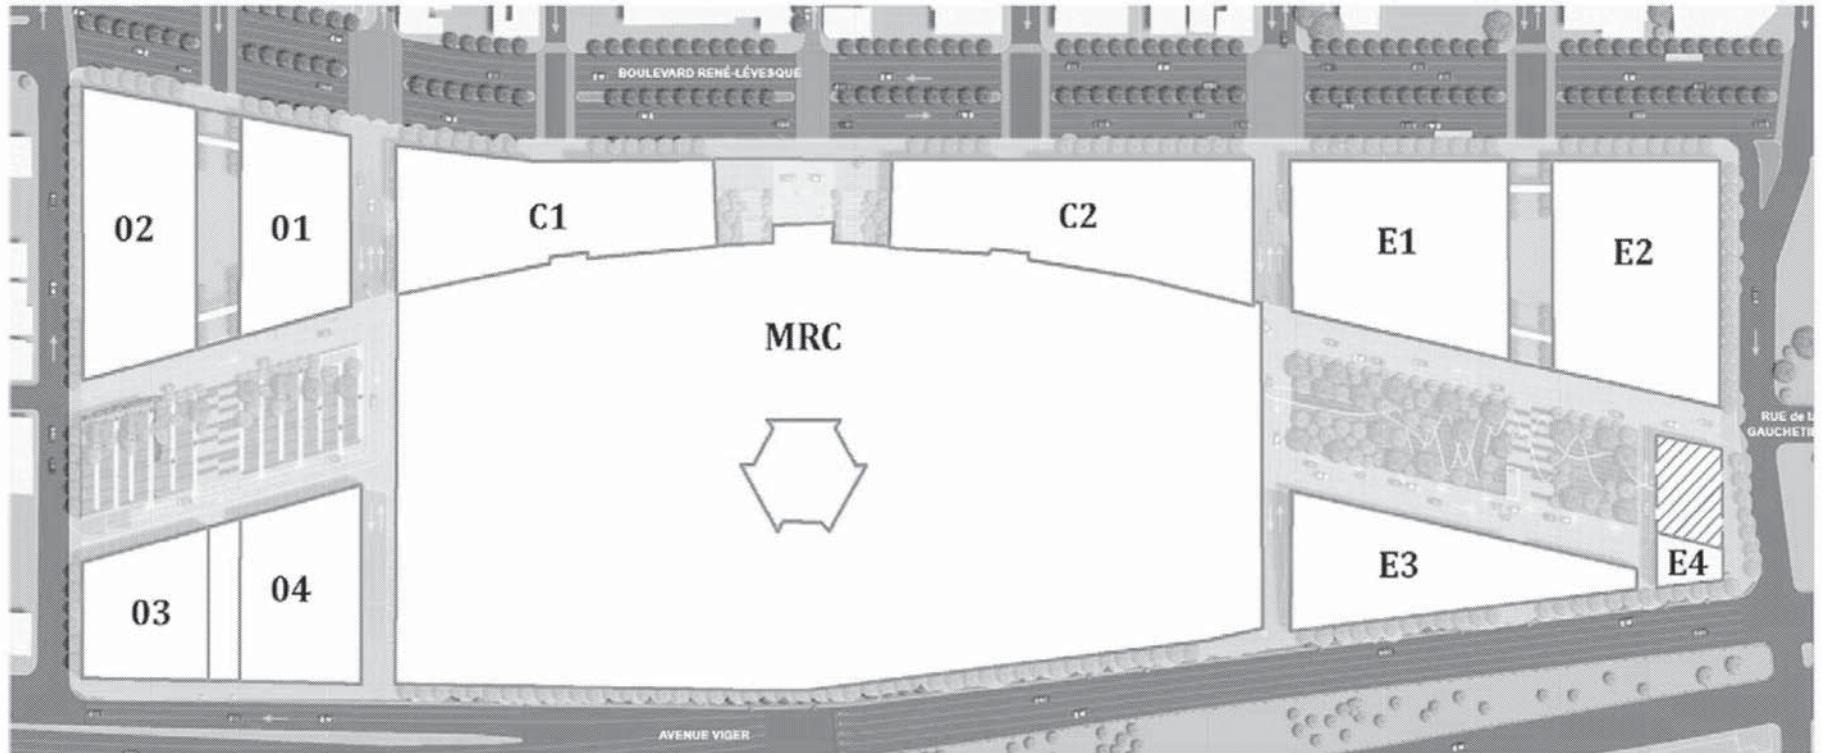 BOULEVARD RENÉ-LÉVESQUE
02
01
C1
C2
E1
E2
MRC
RUE de la
GAUCHETI
03
04
E3
E4
AVENUE VIGER